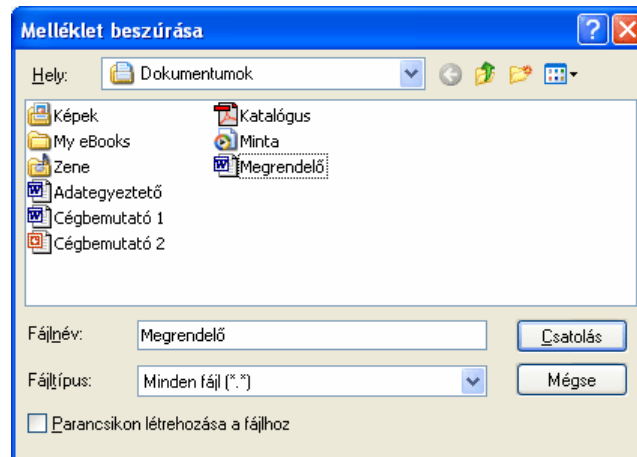 Melléklet beszúrása
Hely: Dokumentumok
Képek
My eBooks
Zene
Adategyeztető
Cégbemutató 1
Cégbemutató 2
Katalógus
Minta
Megrendelő
Fájlnév: Megrendelő Csatolás
Fájltípus: Minden fájl (*.*) Mégse
Parancsikon létrehozása a fájlhoz